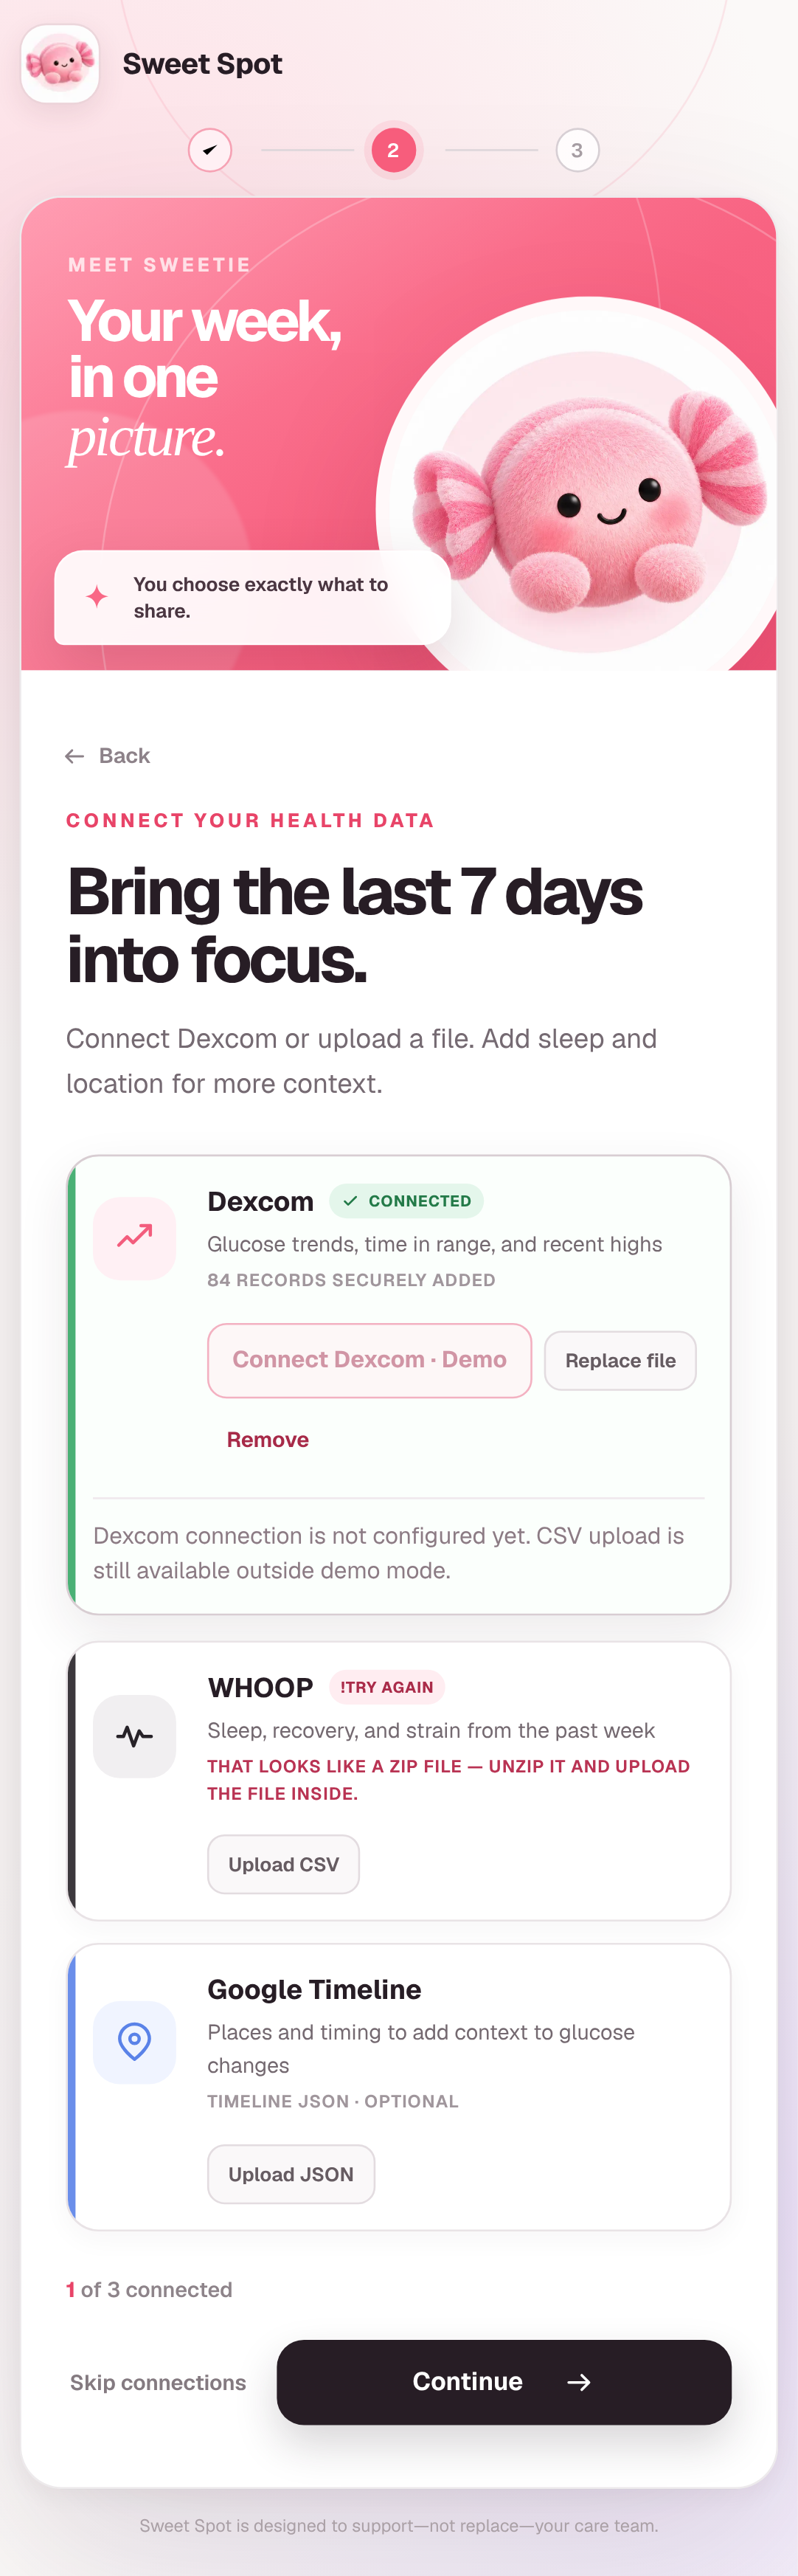 Sweet Spot
2
3
MEET SWEETIE
Your week,
in one
picture.
You choose exactly what to
share.
Back
CONNECT YOUR HEALTH DATA
Bring the last 7 days
into focus.
Connect Dexcom or upload a file. Add sleep and
location for more context.
Dexcom
CONNECTED
Glucose trends, time in range, and recent highs
84 RECORDS SECURELY ADDED
Connect Dexcom · Demo
Replace file
Remove
Dexcom connection is not configured yet. CSV upload is
still available outside demo mode.
WHOOP
!TRY AGAIN
Sleep, recovery, and strain from the past week
THAT LOOKS LIKE A ZIP FILE — UNZIP IT AND UPLOAD
THE FILE INSIDE.
Upload CSV
Google Timeline
Places and timing to add context to glucose
changes
TIMELINE JSON · OPTIONAL
Upload JSON
1 of 3 connected
Skip connections
Continue
Sweet Spot is designed to support—not replace—your care team.